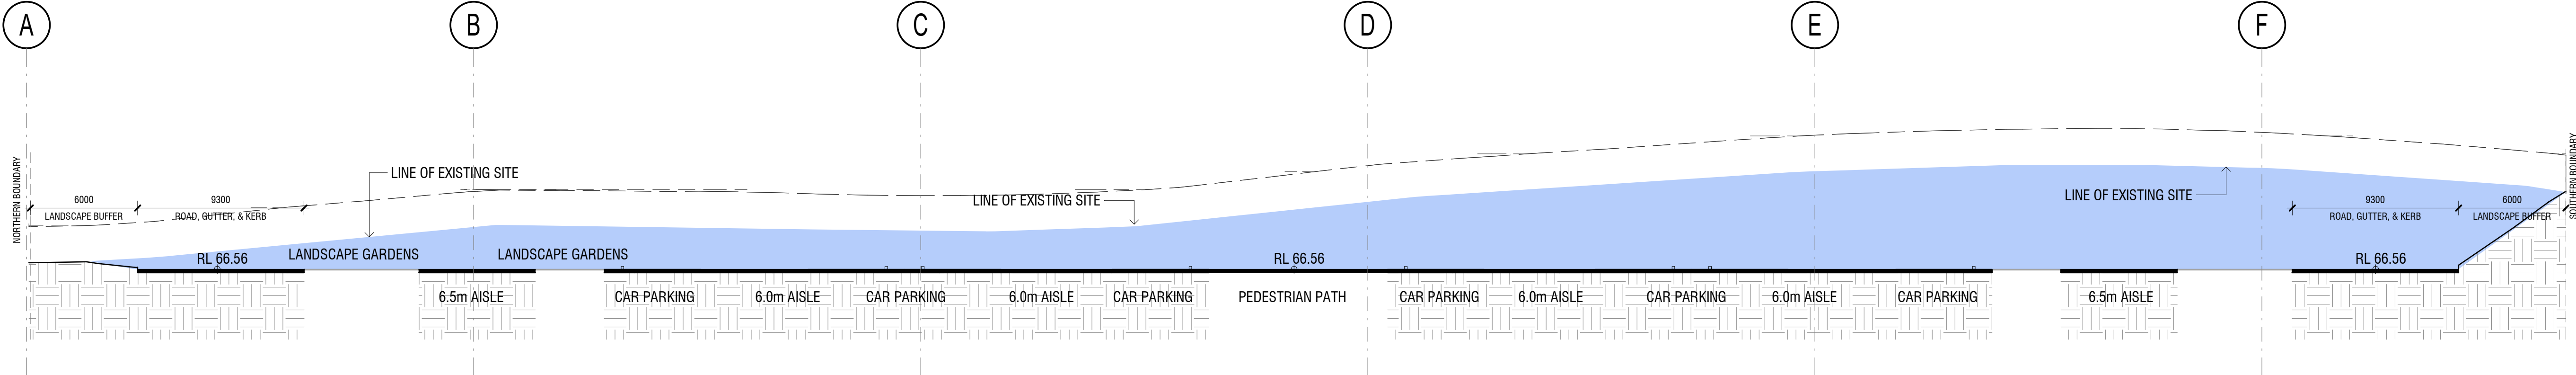 A B C D E F
NORTHERN BOUNDARY
SOUTHERN BOUNDARY
LINE OF EXISTING SITE
LINE OF EXISTING SITE
LINE OF EXISTING SITE
6000 9300 9300 6000
LANDSCAPE BUFFER ROAD, GUTTER, & KERB ROAD, GUTTER, & KERB LANDSCAPE BUFFER
RL 66.56 LANDSCAPE GARDENS LANDSCAPE GARDENS RL 66.56 RL 66.56
6.5m AISLE CAR PARKING 6.0m AISLE CAR PARKING 6.0m AISLE CAR PARKING PEDESTRIAN PATH CAR PARKING 6.0m AISLE CAR PARKING 6.0m AISLE CAR PARKING 6.5m AISLE